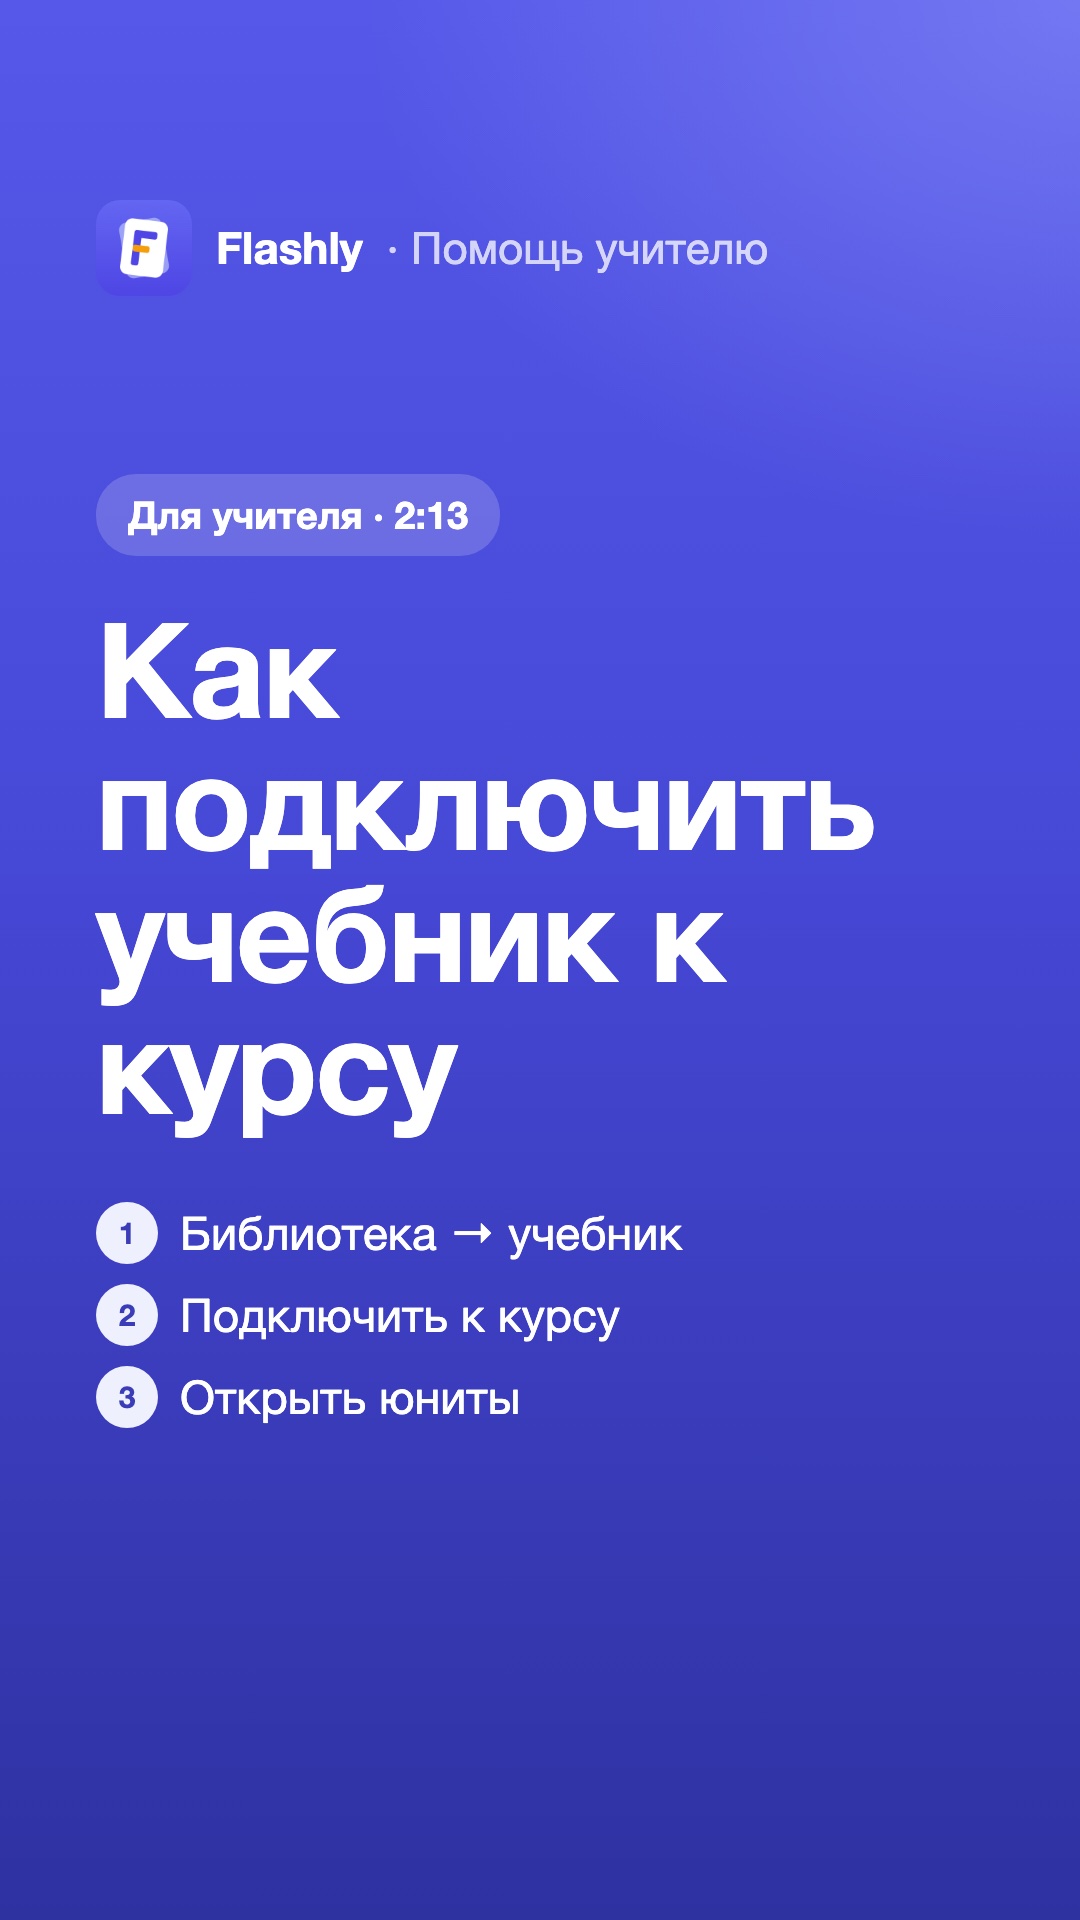 F
Flashly · Помощь учителю
Для учителя · 2:13
Как
подключить
учебник к
курсу
1 Библиотека → учебник
2 Подключить к курсу
3 Открыть юниты